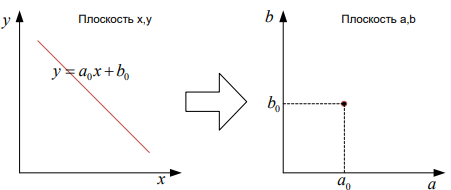 y
Плоскость x,y
y = a₀x + b₀
x
b
Плоскость a,b
b₀
a₀
a